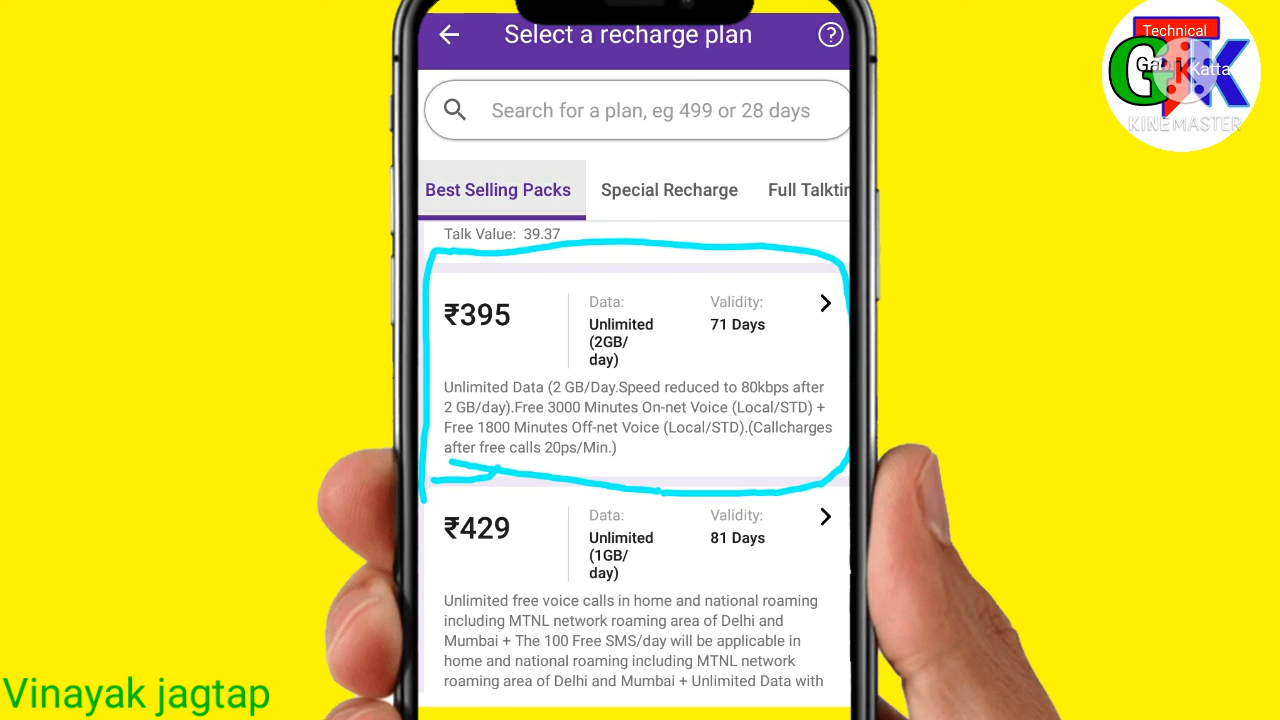 Select a recharge plan
Search for a plan, eg 499 or 28 days
Best Selling Packs Special Recharge Full Talktin
Talk Value: 39.37
₹395
Data:
Unlimited
(2GB/
day)
Validity:
71 Days
Unlimited Data (2 GB/Day.Speed reduced to 80kbps after
2 GB/day).Free 3000 Minutes On-net Voice (Local/STD) +
Free 1800 Minutes Off-net Voice (Local/STD).(Callcharges
after free calls 20ps/Min.)
₹429
Data:
Unlimited
(1GB/
day)
Validity:
81 Days
Unlimited free voice calls in home and national roaming
including MTNL network roaming area of Delhi and
Mumbai + The 100 Free SMS/day will be applicable in
home and national roaming including MTNL network
roaming area of Delhi and Mumbai + Unlimited Data with
Technical
GTK
Katta
KINEMASTER
Vinayak jagtap